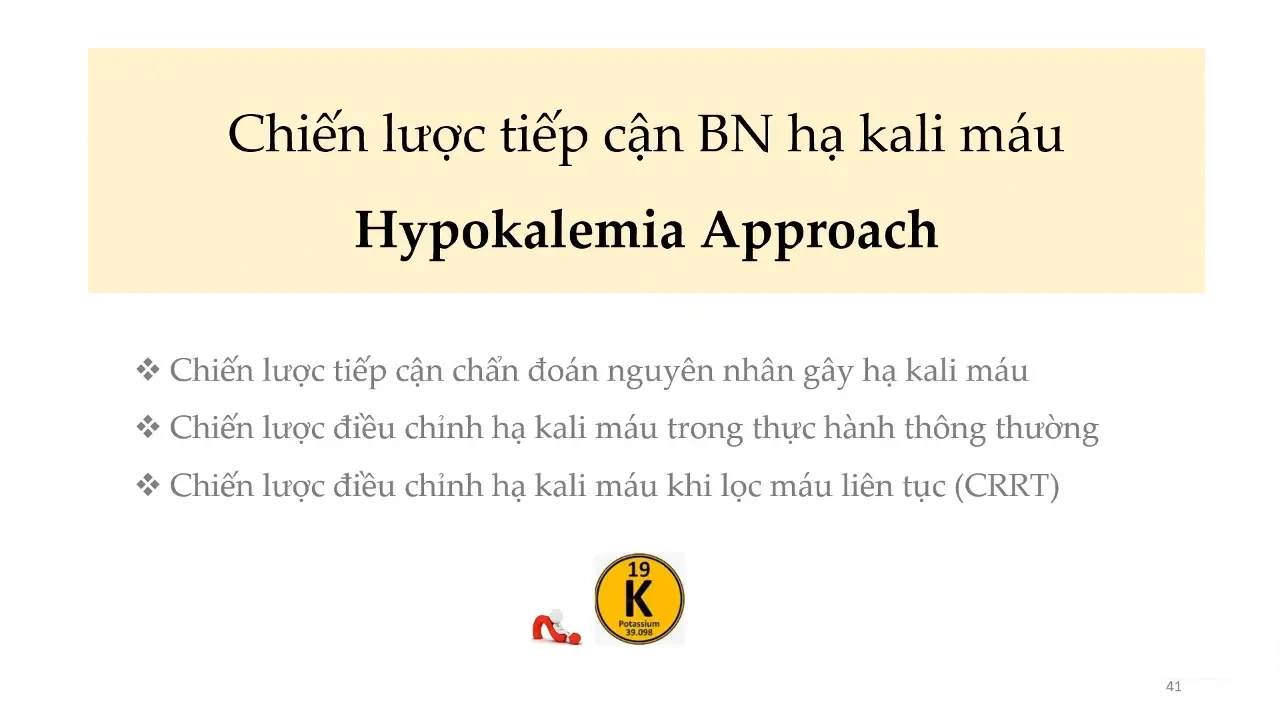 Chiến lược tiếp cận BN hạ kali máu
Hypokalemia Approach
❖ Chiến lược tiếp cận chẩn đoán nguyên nhân gây hạ kali máu
❖ Chiến lược điều chỉnh hạ kali máu trong thực hành thông thường
❖ Chiến lược điều chỉnh hạ kali máu khi lọc máu liên tục (CRRT)
19
K
Potassium
39.098
41